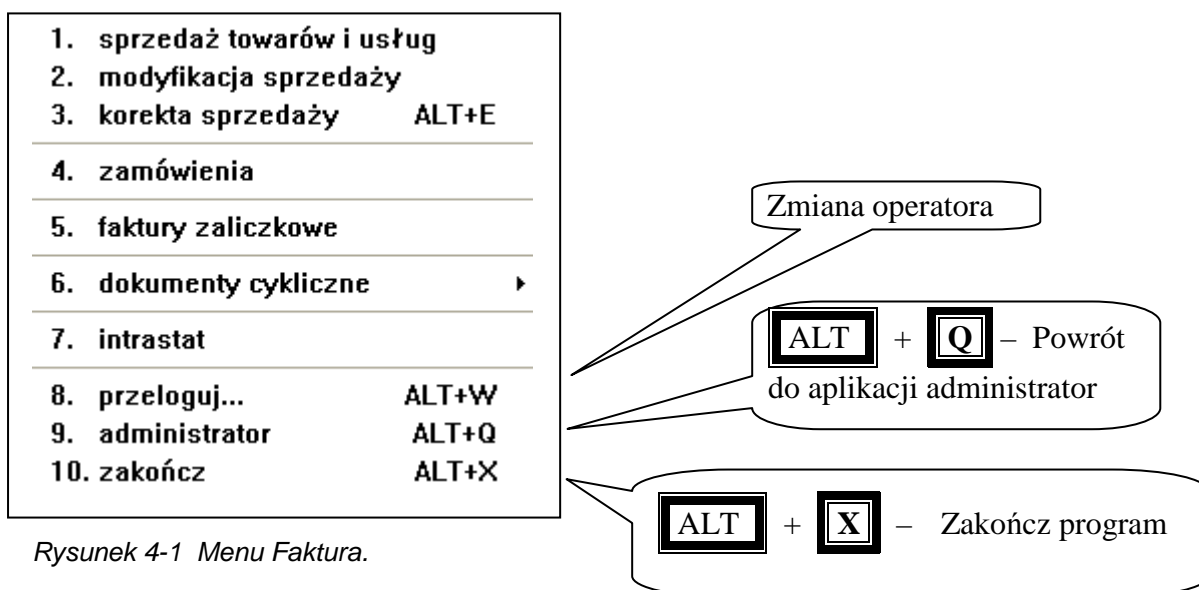 1. sprzedaż towarów i usług
2. modyfikacja sprzedaży
3. korekta sprzedaży ALT+E
4. zamówienia
5. faktury zaliczkowe
6. dokumenty cykliczne
7. intrastat
8. przeloguj... ALT+W
9. administrator ALT+Q
10. zakończ ALT+X
Zmiana operatora
ALT + Q – Powrót
do aplikacji administrator
ALT + X – Zakończ program
Rysunek 4-1 Menu Faktura.